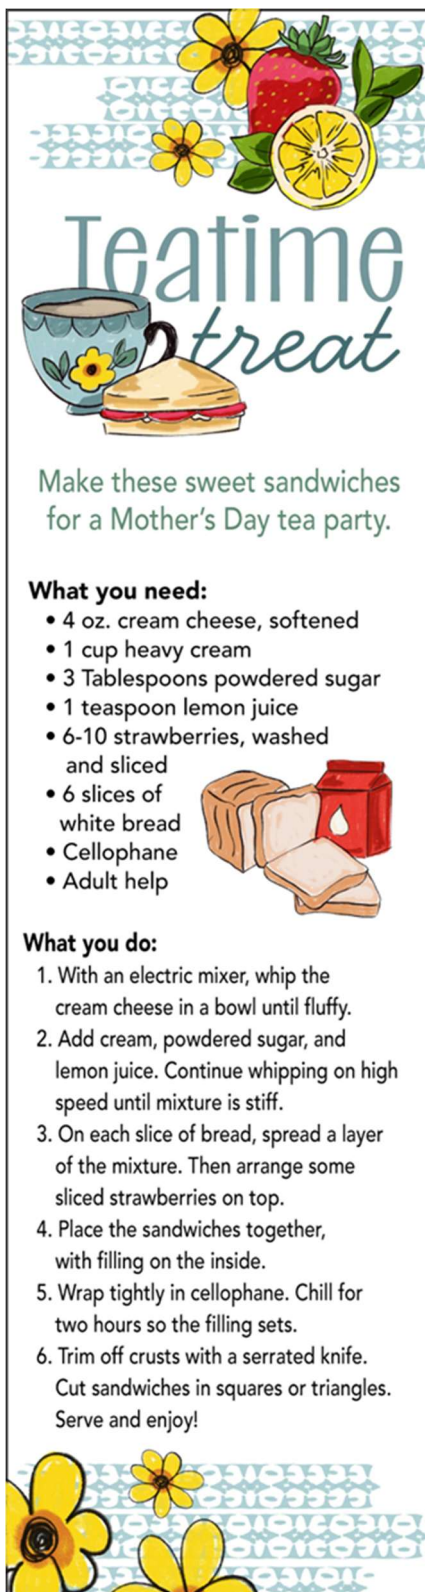 Teatime
treat
Make these sweet sandwiches
for a Mother's Day tea party.
What you need:
• 4 oz. cream cheese, softened
• 1 cup heavy cream
• 3 Tablespoons powdered sugar
• 1 teaspoon lemon juice
• 6-10 strawberries, washed
and sliced
• 6 slices of
white bread
• Cellophane
• Adult help
What you do:
1. With an electric mixer, whip the
cream cheese in a bowl until fluffy.
2. Add cream, powdered sugar, and
lemon juice. Continue whipping on high
speed until mixture is stiff.
3. On each slice of bread, spread a layer
of the mixture. Then arrange some
sliced strawberries on top.
4. Place the sandwiches together,
with filling on the inside.
5. Wrap tightly in cellophane. Chill for
two hours so the filling sets.
6. Trim off crusts with a serrated knife.
Cut sandwiches in squares or triangles.
Serve and enjoy!